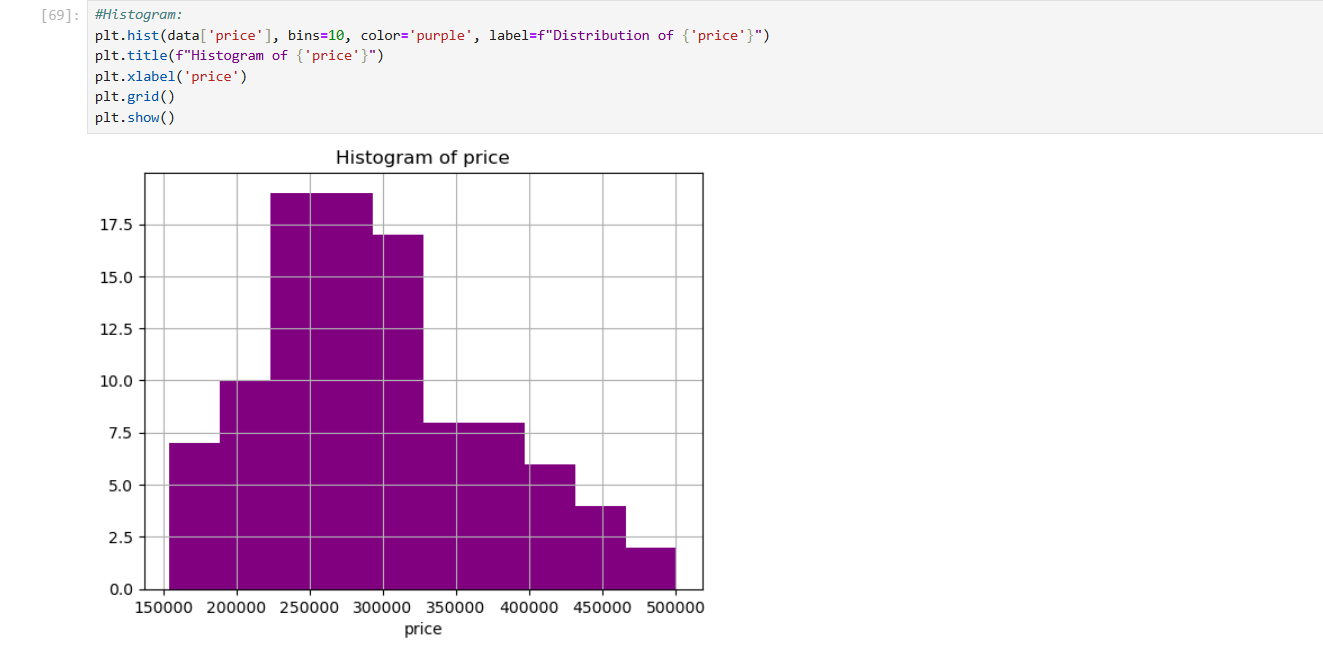 [69]: #Histogram:
plt.hist(data['price'], bins=10, color='purple', label=f"Distribution of {'price'}")
plt.title(f"Histogram of {'price'}")
plt.xlabel('price')
plt.grid()
plt.show()
Histogram of price
17.5
15.0
12.5
10.0
7.5
5.0
2.5
0.0
150000 200000 250000 300000 350000 400000 450000 500000
price